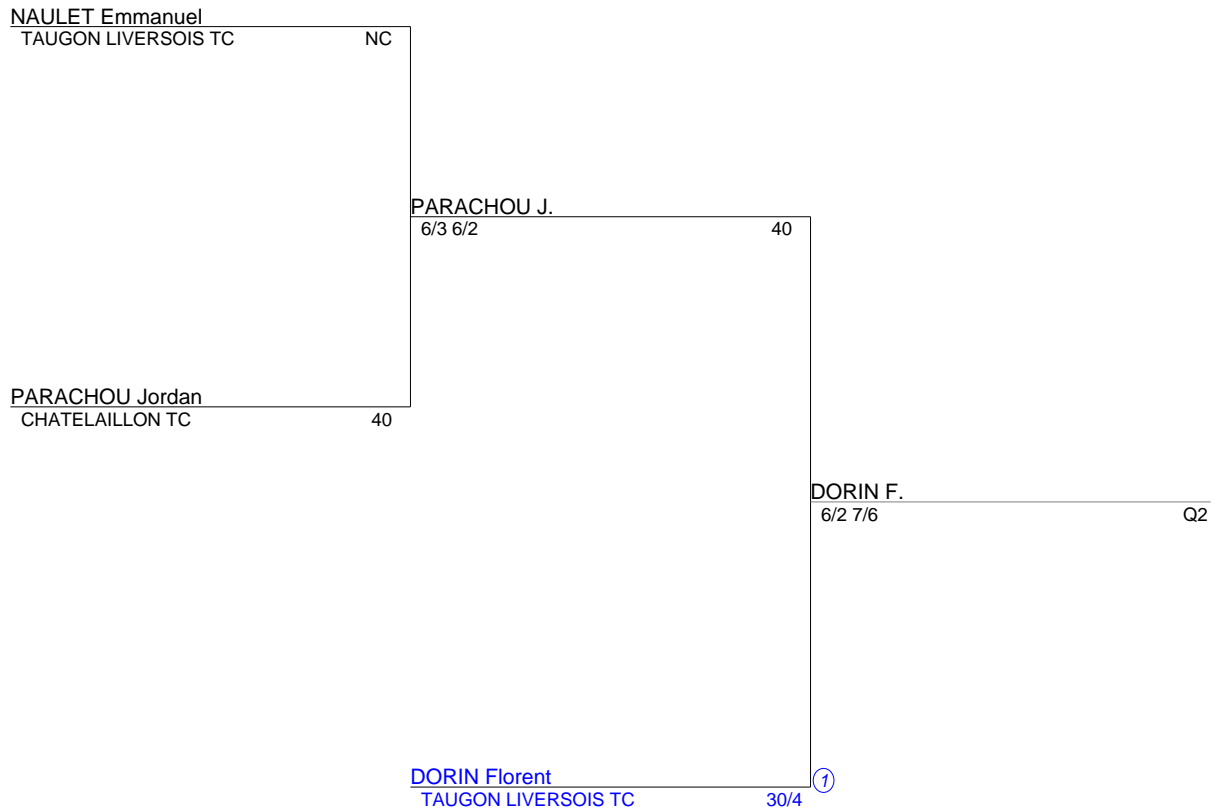 NAULET Emmanuel
TAUGON LIVERSOIS TC NC
PARACHOU J.
6/3 6/2 40
PARACHOU Jordan
CHATELAILLON TC 40
DORIN F.
6/2 7/6 Q2
DORIN Florent 1
TAUGON LIVERSOIS TC 30/4